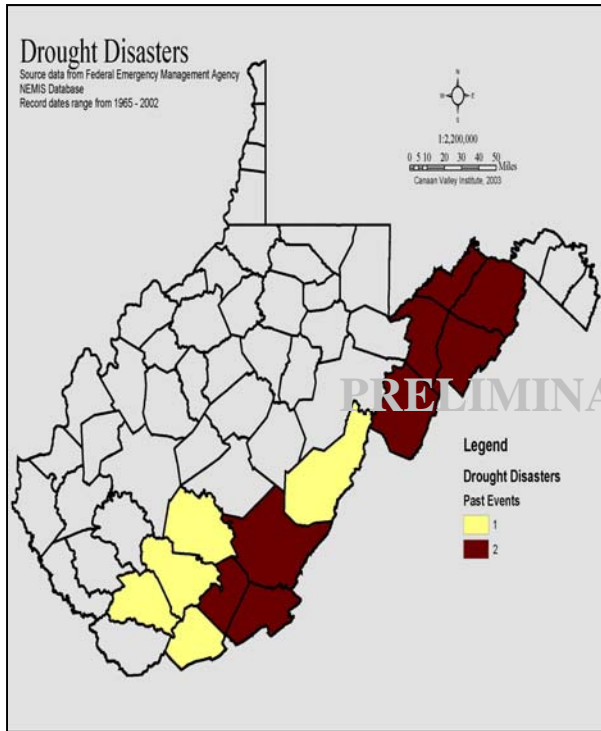 Drought Disasters
Source data from Federal Emergency Management Agency
NEMIS Database
Record dates range from 1965 - 2002
N
W E
S
1:2,200,000
0 5 10 20 30 40 50
Miles
Canaan Valley Institute, 2003
PRELIMINA
Legend
Drought Disasters
Past Events
1
2